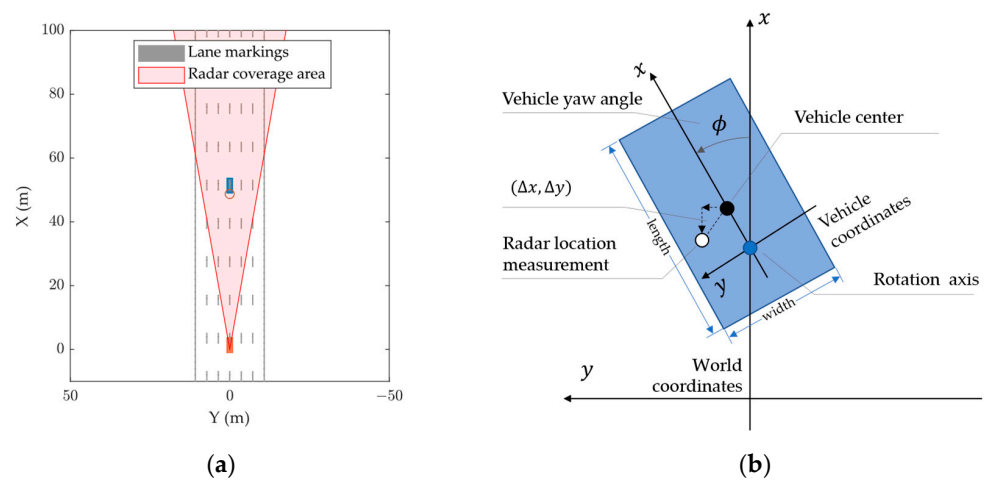 (a)
100
80
60
40
20
0
X (m)
50
0
−50
Y (m)
Lane markings
Radar coverage area
(b)
x
x
Vehicle yaw angle
ϕ
Vehicle center
(Δx, Δy)
Radar location
measurement
length
Vehicle
coordinates
y
Rotation axis
width
World
coordinates
y
(a)
(b)